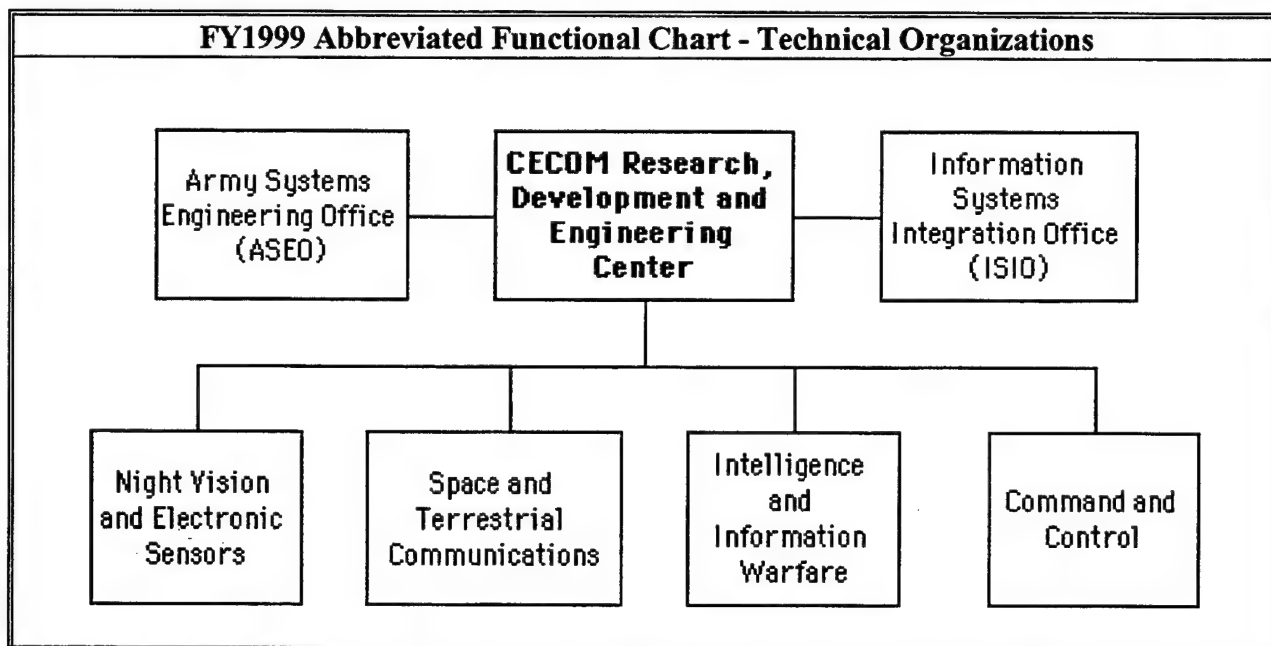 FY1999 Abbreviated Functional Chart - Technical Organizations
Army Systems
Engineering Office
(ASEO)
CECOM Research,
Development and
Engineering
Center
Information
Systems
Integration Office
(ISIO)
Night Vision
and Electronic
Sensors
Space and
Terrestrial
Communications
Intelligence
and
Information
Warfare
Command and
Control